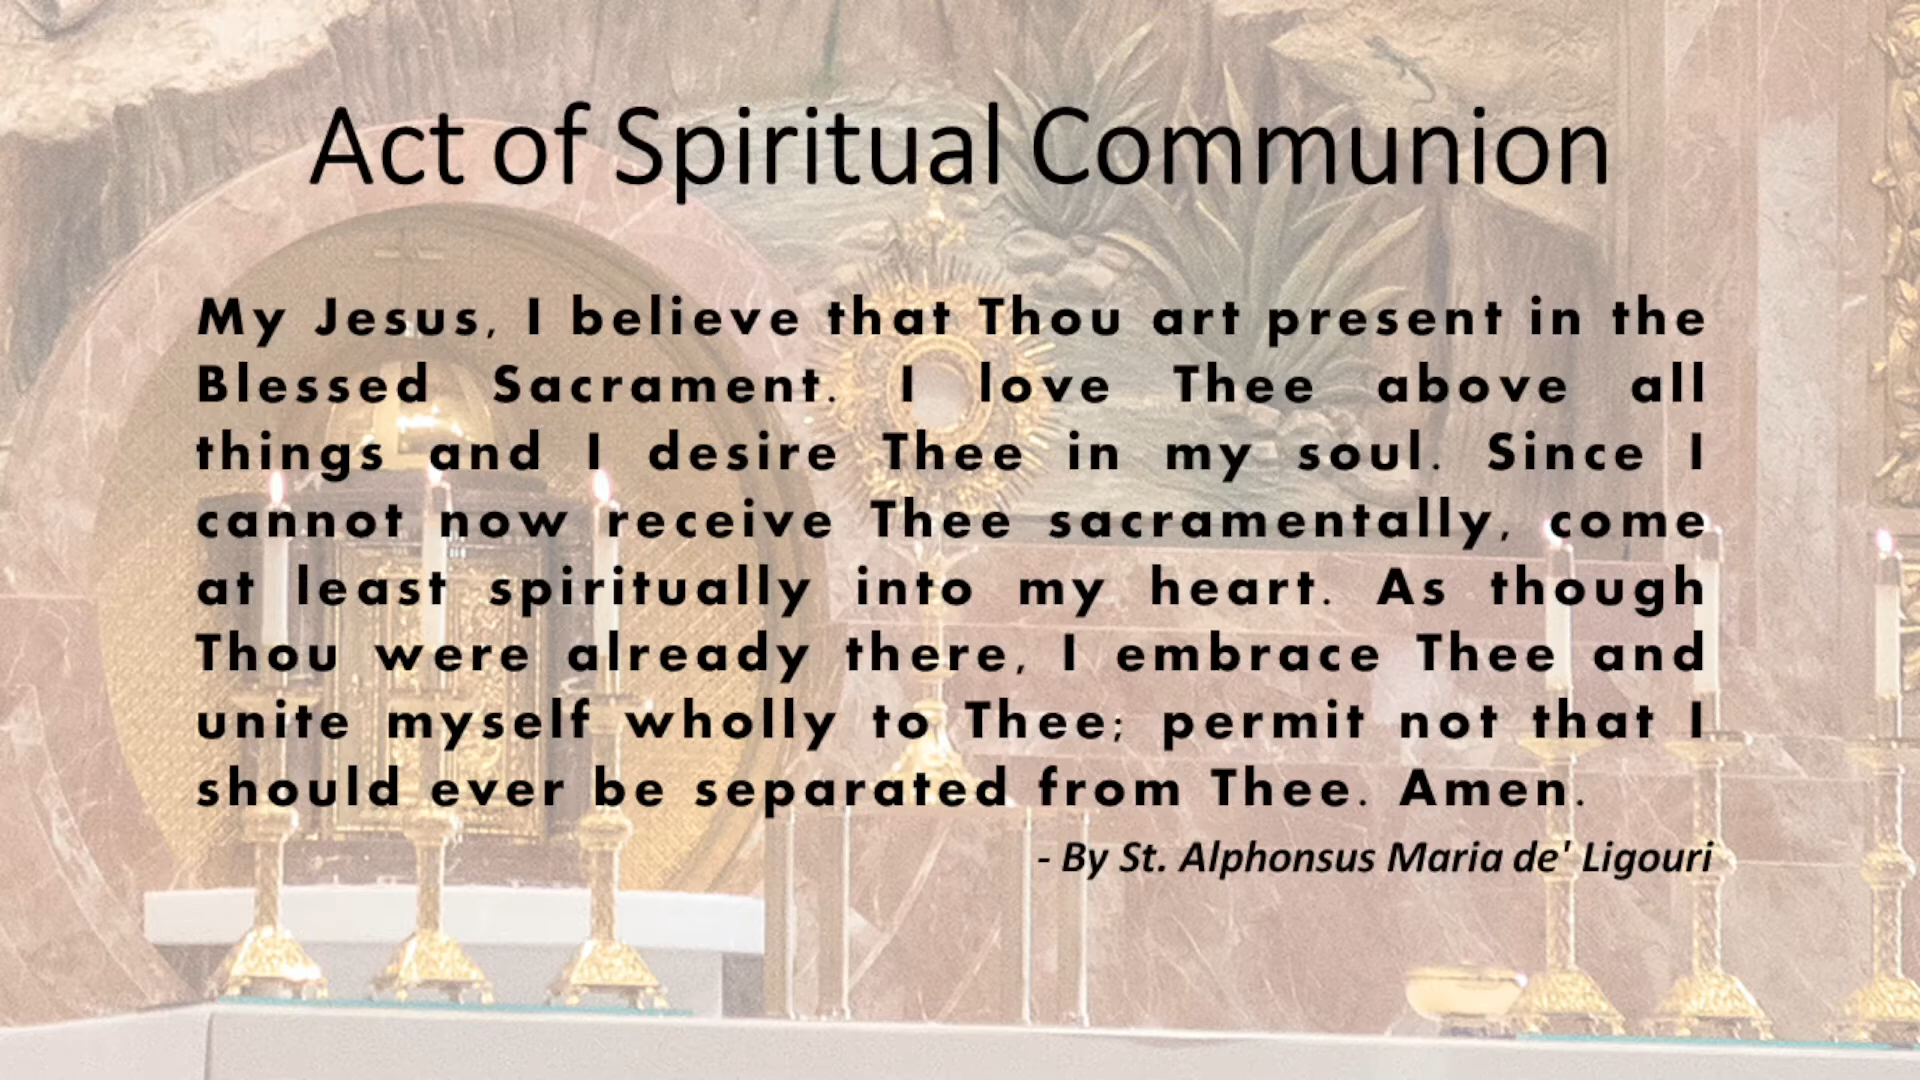 Act of Spiritual Communion
My Jesus, I believe that Thou art present in the
Blessed Sacrament. I love Thee above all
things and I desire Thee in my soul. Since I
cannot now receive Thee sacramentally, come
at least spiritually into my heart. As though
Thou were already there, I embrace Thee and
unite myself wholly to Thee; permit not that I
should ever be separated from Thee. Amen.
- By St. Alphonsus Maria de' Ligouri